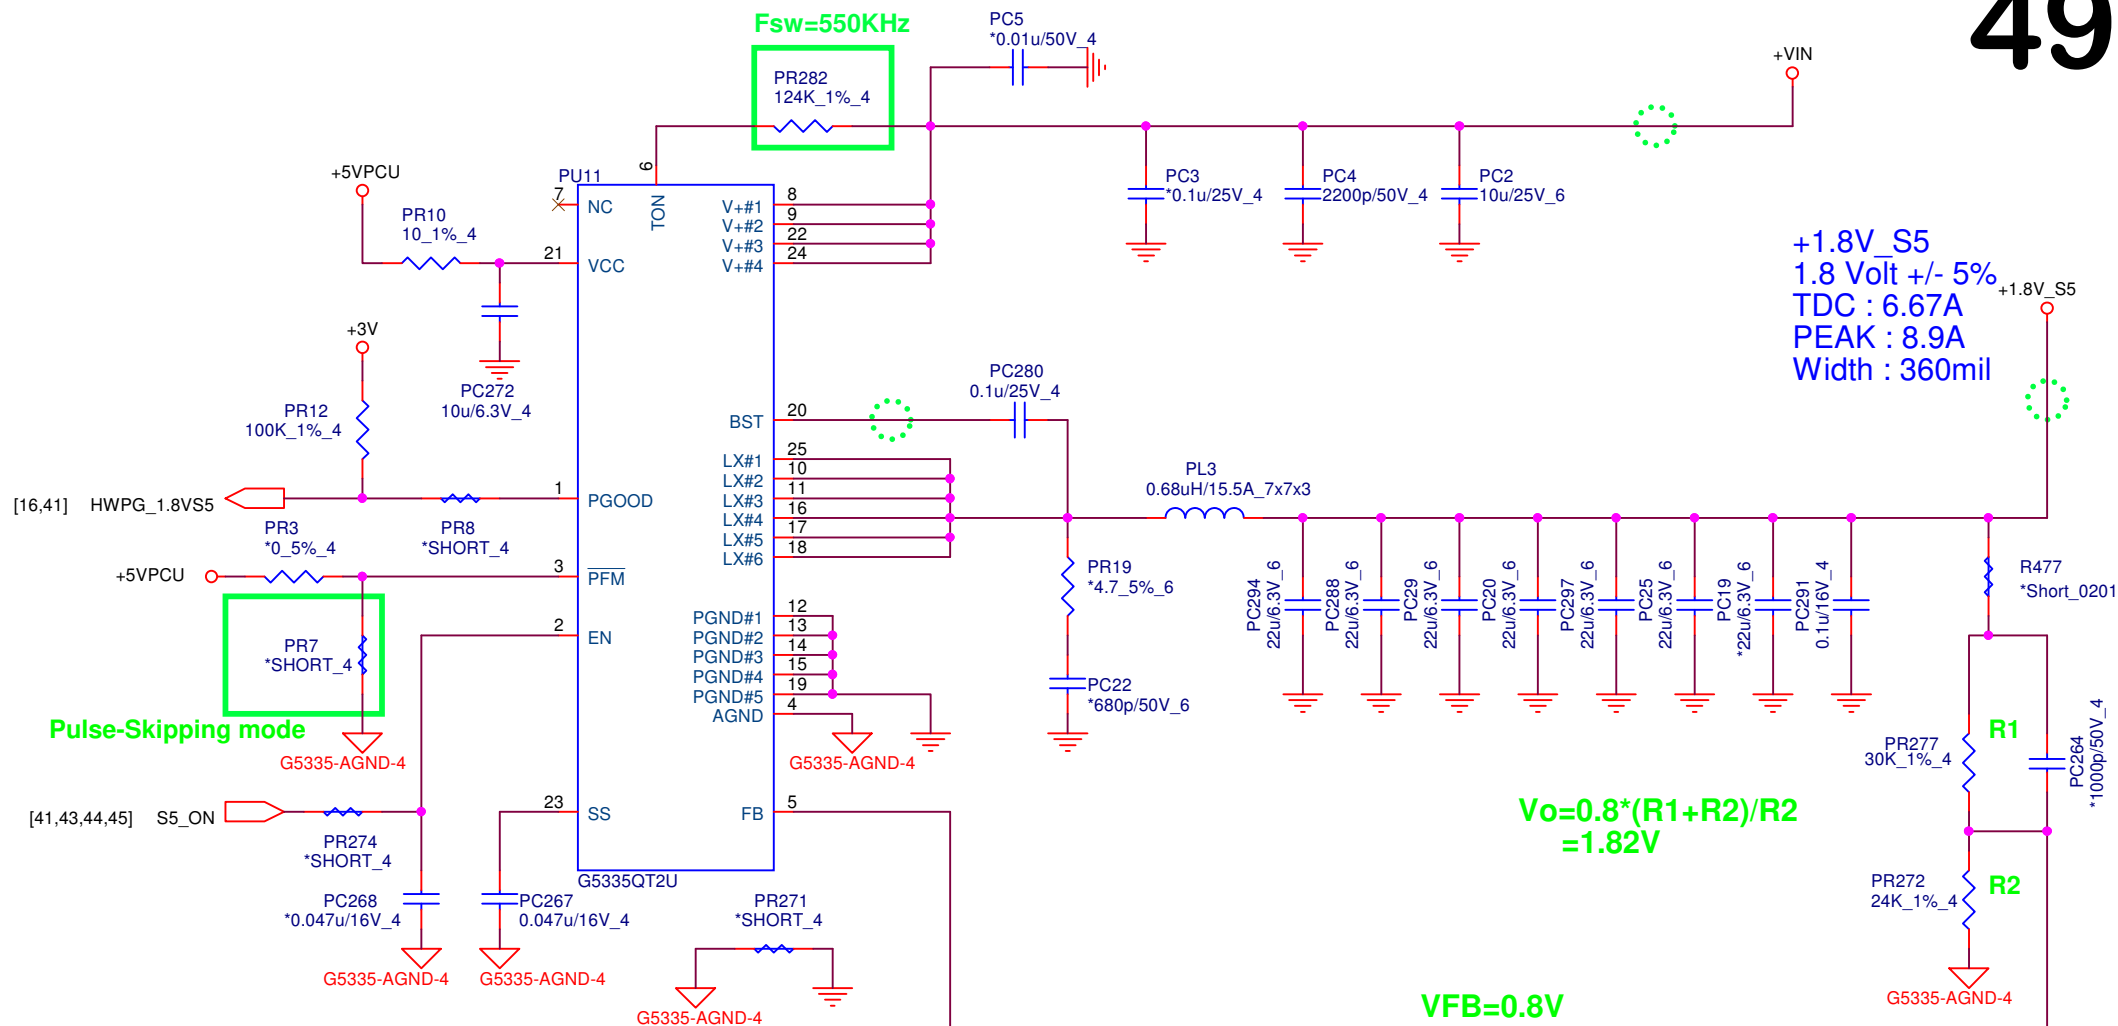 49
Fsw=550KHz
PC5
*0.01u/50V_4
+VIN
PR282
124K_1%_4
6
+5VPCU
PU11
7
NC
TON
V+#1
8
V+#2
9
V+#3
22
V+#4
24
PC3
*0.1u/25V_4
PC4
2200p/50V_4
PC2
10u/25V_6
PR10
10_1%_4
21
VCC
+1.8V_S5
1.8 Volt +/- 5%
TDC : 6.67A
PEAK : 8.9A
Width : 360mil
+1.8V_S5
+3V
PC272
10u/6.3V_4
PR12
100K_1%_4
PC280
0.1u/25V_4
BST
20
LX#1
25
LX#2
10
LX#3
11
LX#4
16
LX#5
17
LX#6
18
PL3
0.68uH/15.5A_7x7x3
[16,41]
HWPG_1.8VS5
1
PGOOD
PR3
*0_5%_4
PR8
*SHORT_4
+5VPCU
3
PFM
PR19
*4.7_5%_6
PC294
22u/6.3V_6
PC288
22u/6.3V_6
PC29
22u/6.3V_6
PC20
22u/6.3V_6
PC297
22u/6.3V_6
PC25
22u/6.3V_6
PC19
*22u/6.3V_6
PC291
0.1u/16V_4
R477
*Short_0201
2
EN
PGND#1
12
PGND#2
13
PGND#3
14
PGND#4
15
PGND#5
19
AGND
4
PR7
*SHORT_4
PC22
*680p/50V_6
Pulse-Skipping mode
G5335-AGND-4
G5335-AGND-4
PR277
30K_1%_4
R1
PC264
*1000p/50V_4
[41,43,44,45]
S5_ON
23
SS
FB
5
Vo=0.8*(R1+R2)/R2
=1.82V
PR274
*SHORT_4
G5335QT2U
PC268
*0.047u/16V_4
PC267
0.047u/16V_4
PR271
*SHORT_4
PR272
24K_1%_4
R2
G5335-AGND-4
G5335-AGND-4
G5335-AGND-4
G5335-AGND-4
VFB=0.8V